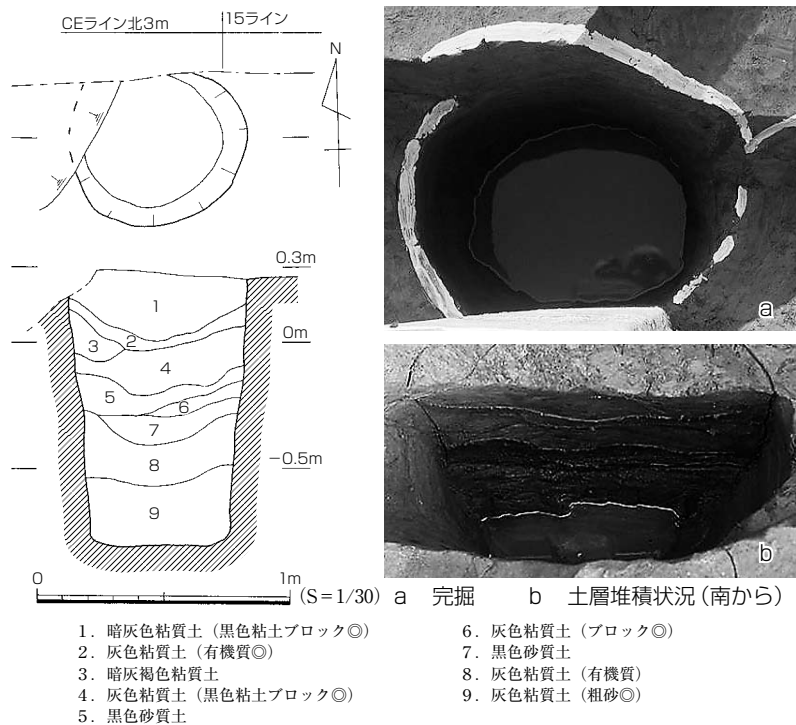 CEライン北3m
15ライン
N
0.3m
0m
−0.5m
1
2
3
4
5
6
7
8
9
0
1m
(S=1/30)
a
b
a 完掘 b 土層堆積状況(南から)
1．暗灰色粘質土（黒色粘土ブロック◎）
2．灰色粘質土（有機質◎）
3．暗灰褐色粘質土
4．灰色粘質土（黒色粘土ブロック◎）
5．黒色砂質土
6．灰色粘質土（ブロック◎）
7．黒色砂質土
8．灰色粘質土（有機質）
9．灰色粘質土（粗砂◎）